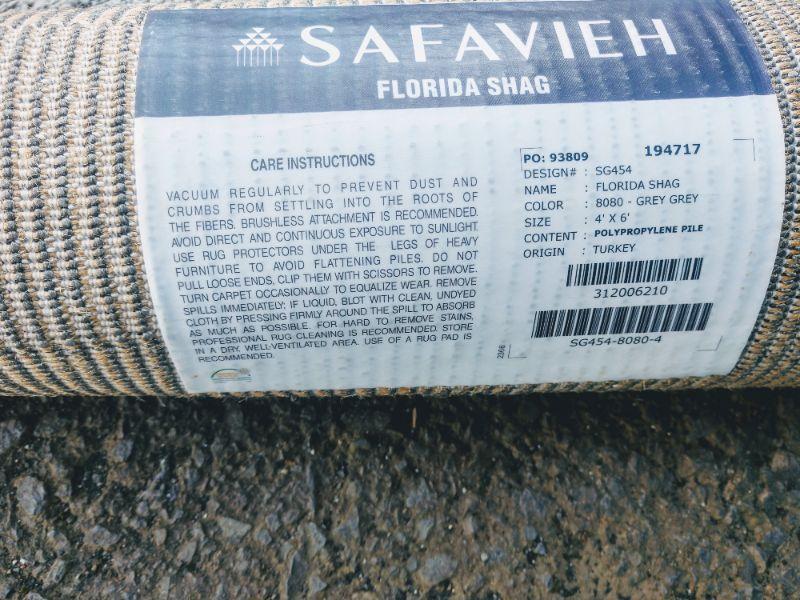 SAFAVIEH
FLORIDA SHAG
CARE INSTRUCTIONS
VACUUM REGULARLY TO PREVENT DUST AND
CRUMBS FROM SETTLING INTO THE ROOTS OF
THE FIBERS. BRUSHLESS ATTACHMENT IS RECOMMENDED.
AVOID DIRECT AND CONTINUOUS EXPOSURE TO SUNLIGHT.
USE RUG PROTECTORS UNDER THE LEGS OF HEAVY
FURNITURE TO AVOID FLATTENING PILES. DO NOT
PULL LOOSE ENDS, CLIP THEM WITH SCISSORS TO REMOVE.
TURN CARPET OCCASIONALLY TO EQUALIZE WEAR. REMOVE
SPILLS IMMEDIATELY; IF LIQUID, BLOT WITH CLEAN, UNDYED
CLOTH BY PRESSING FIRMLY AROUND THE SPILL TO ABSORB
AS MUCH AS POSSIBLE. FOR HARD TO REMOVE STAINS,
PROFESSIONAL RUG CLEANING IS RECOMMENDED. STORE
IN A DRY, WELL-VENTILATED AREA. USE OF A RUG PAD IS
RECOMMENDED.
PO: 93809 194717
DESIGN# : SG454
NAME : FLORIDA SHAG
COLOR : 8080 - GREY GREY
SIZE : 4' X 6'
CONTENT : POLYPROPYLENE PILE
ORIGIN : TURKEY
312006210
SG454-8080-4